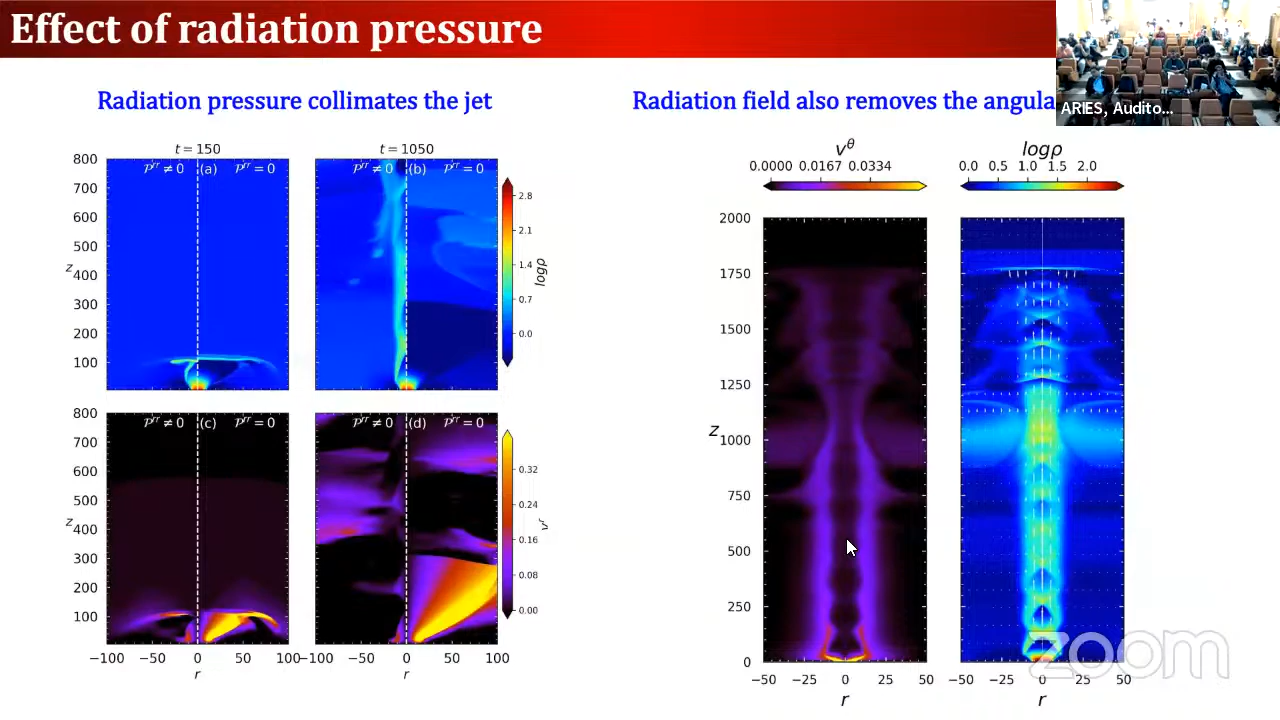 Effect of radiation pressure
ARIES, Audito...
Radiation pressure collimates the jet
Radiation field also removes the angula
t = 150
t = 1050
𝒫ʳʳ ≠ 0 (a) 𝒫ʳʳ = 0
𝒫ʳʳ ≠ 0 (b) 𝒫ʳʳ = 0
800
700
600
500
z
400
300
200
100
2.8
2.1
1.4
0.7
0.0
logρ
𝒫ʳʳ ≠ 0 (c) 𝒫ʳʳ = 0
𝒫ʳʳ ≠ 0 (d) 𝒫ʳʳ = 0
800
700
600
500
z
400
300
200
100
0.32
0.24
0.16
0.08
0.00
vʳ
−100 −50 0 50 100
−100 −50 0 50 100
r
r
v^θ
0.0000 0.0167 0.0334
logρ
0.0 0.5 1.0 1.5 2.0
2000
1750
1500
1250
z
1000
750
500
250
0
−50 −25 0 25 50
−50 −25 0 25 50
r
r
zoom